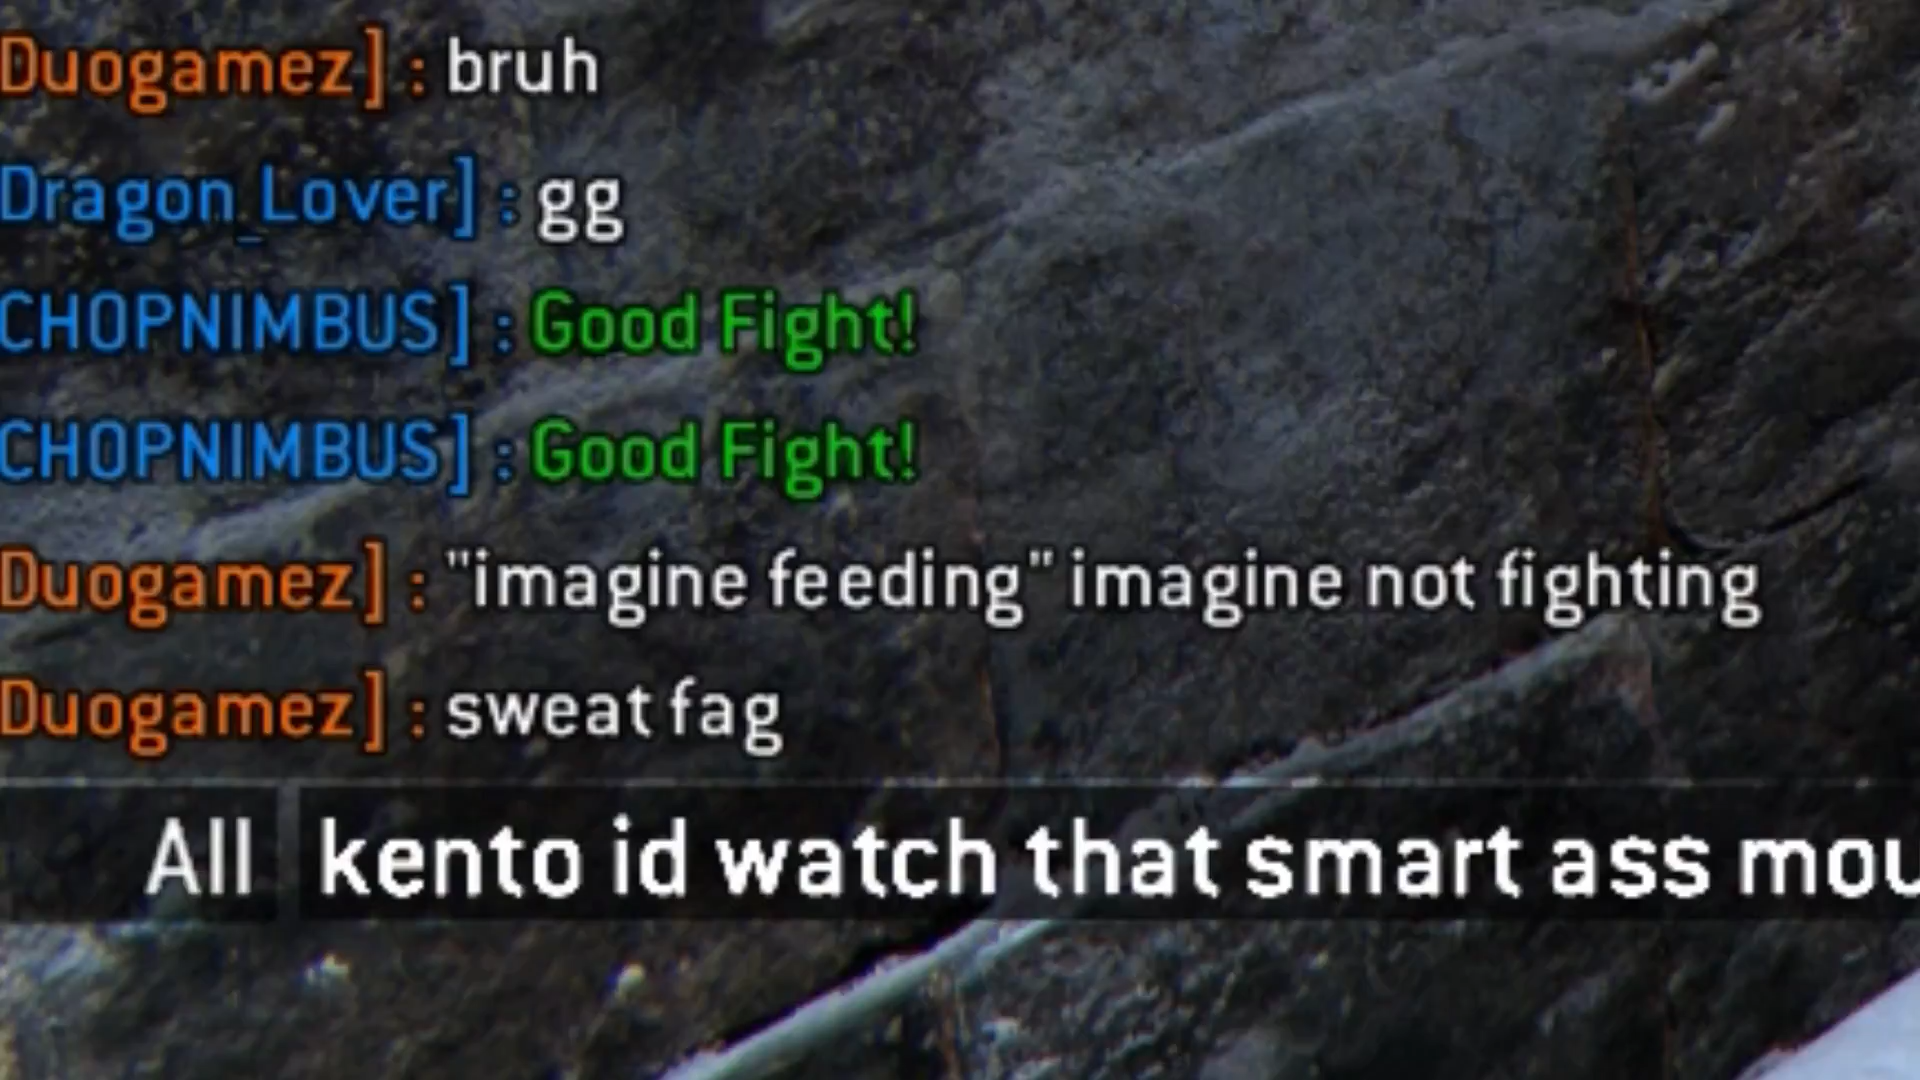 Duogamez] : bruh
Dragon_Lover] : gg
CHOPNIMBUS] : Good Fight!
CHOPNIMBUS] : Good Fight!
Duogamez] : "imagine feeding" imagine not fighting
Duogamez] : sweat fag
All kento id watch that smart ass mou